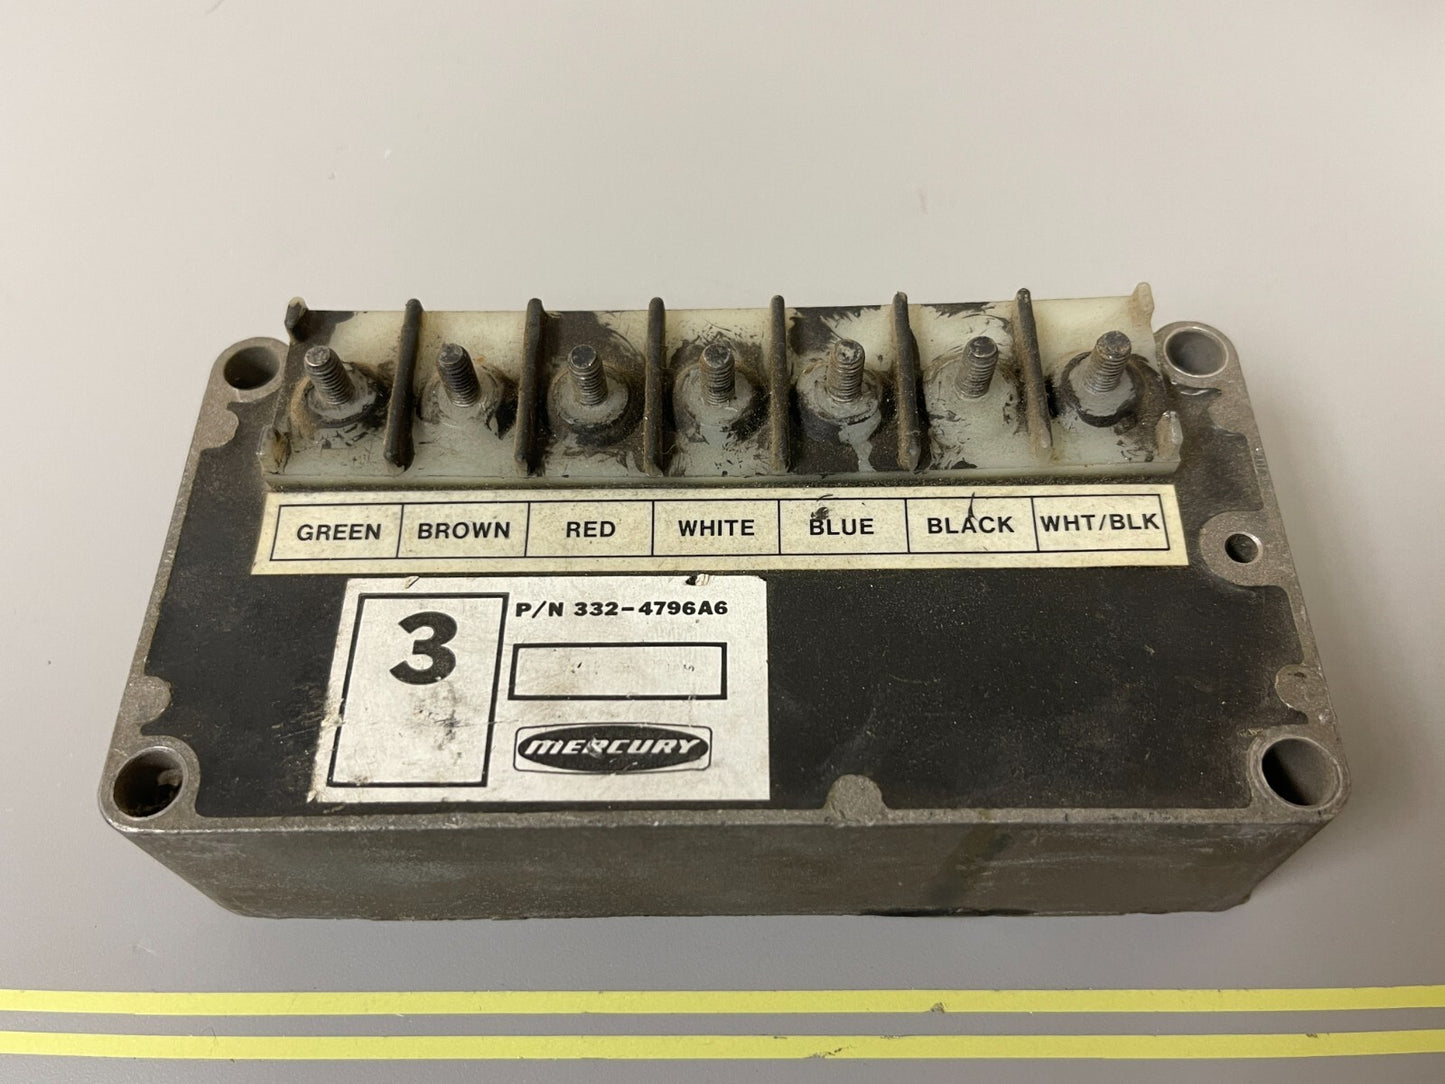 GREEN BROWN RED WHITE BLUE BLACK WHT/BLK
3 P/N 332-4796A6
MERCURY